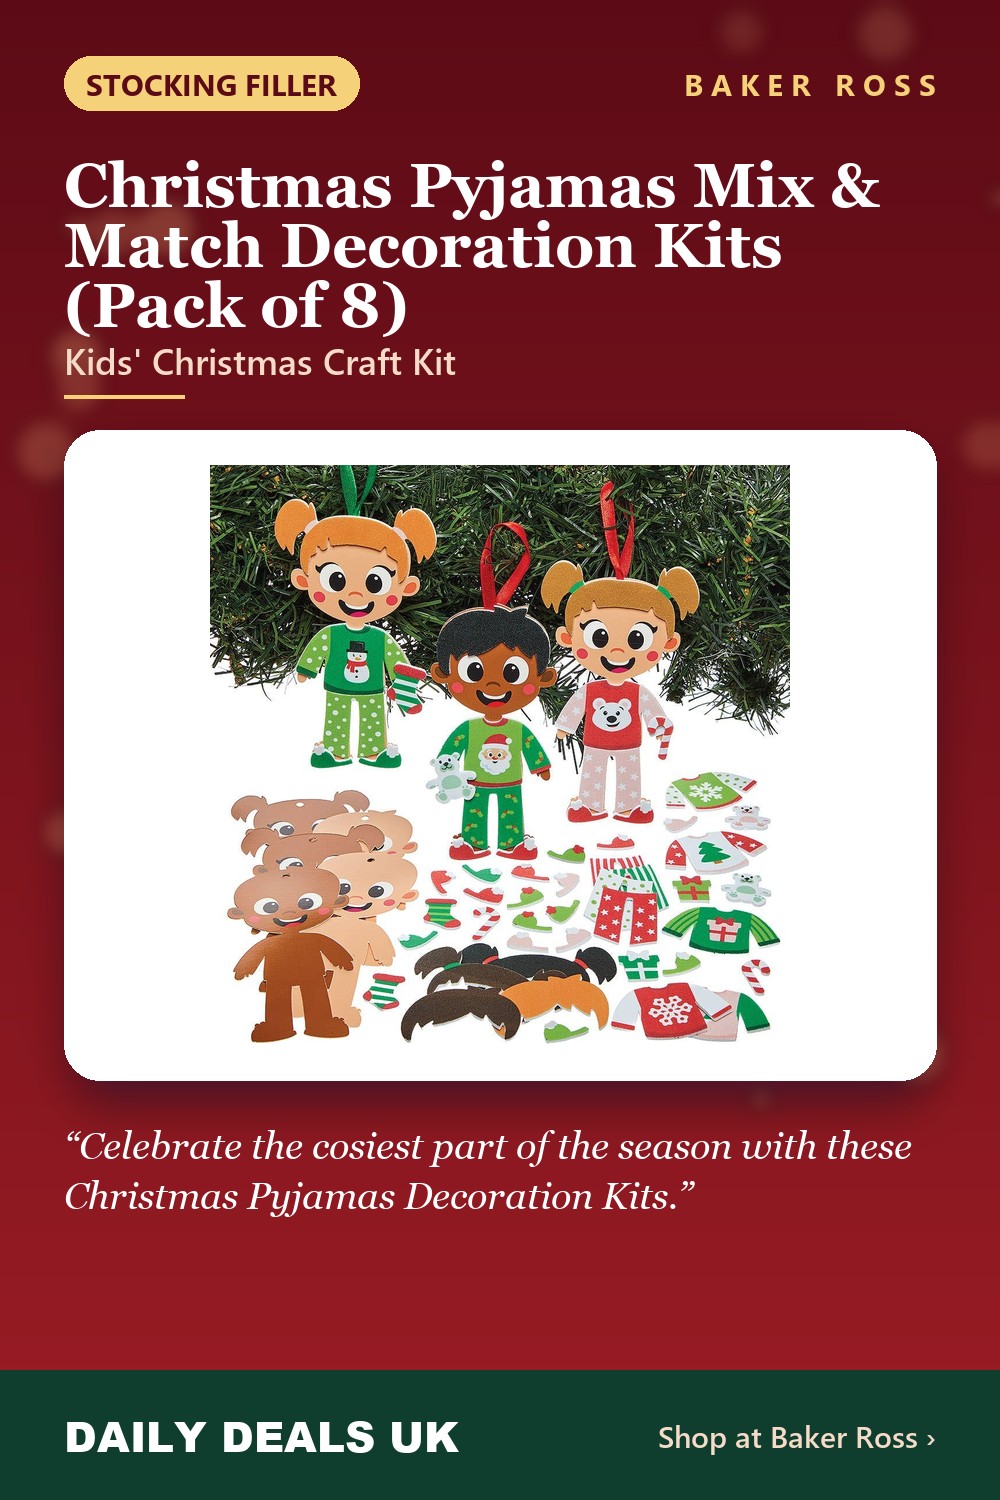 STOCKING FILLER
BAKER ROSS
Christmas Pyjamas Mix &
Match Decoration Kits
(Pack of 8)
Kids' Christmas Craft Kit
“Celebrate the cosiest part of the season with these
Christmas Pyjamas Decoration Kits.”
DAILY DEALS UK
Shop at Baker Ross ›